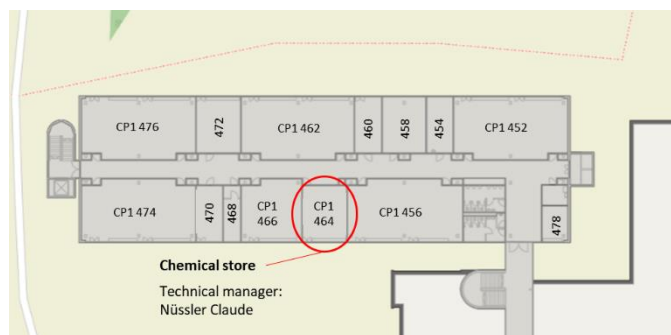 CP1 476
472
CP1 462
460
458
454
CP1 452
CP1 474
470
468
CP1
466
CP1
464
CP1 456
478
Chemical store
Technical manager:
Nüssler Claude